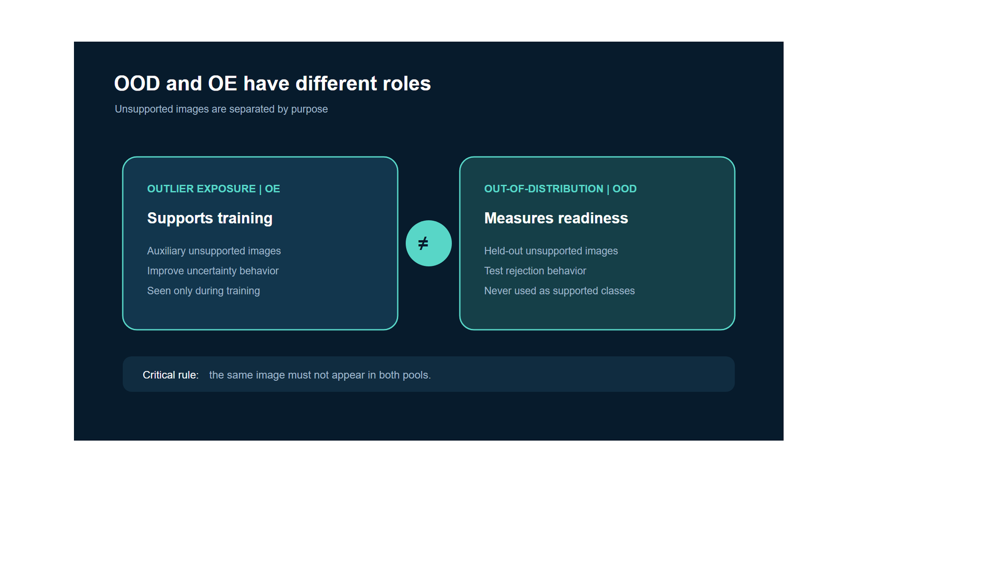 OOD and OE have different roles
Unsupported images are separated by purpose
OUTLIER EXPOSURE | OE
Supports training
Auxiliary unsupported images
Improve uncertainty behavior
Seen only during training
≠
OUT-OF-DISTRIBUTION | OOD
Measures readiness
Held-out unsupported images
Test rejection behavior
Never used as supported classes
Critical rule: the same image must not appear in both pools.